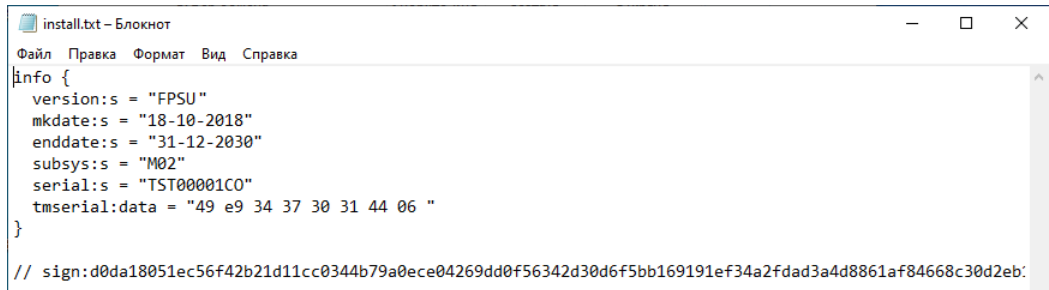 install.txt – Блокнот
Файл Правка Формат Вид Справка
info {
  version:s = "FPSU"
  mkdate:s = "18-10-2018"
  enddate:s = "31-12-2030"
  subsys:s = "M02"
  serial:s = "TST00001CO"
  tmserial:data = "49 e9 34 37 30 31 44 06 "
}
// sign:d0da18051ec56f42b21d11cc0344b79a0ece04269dd0f56342d30d6f5bb169191ef34a2fdad3a4d8861af84668c30d2eb1